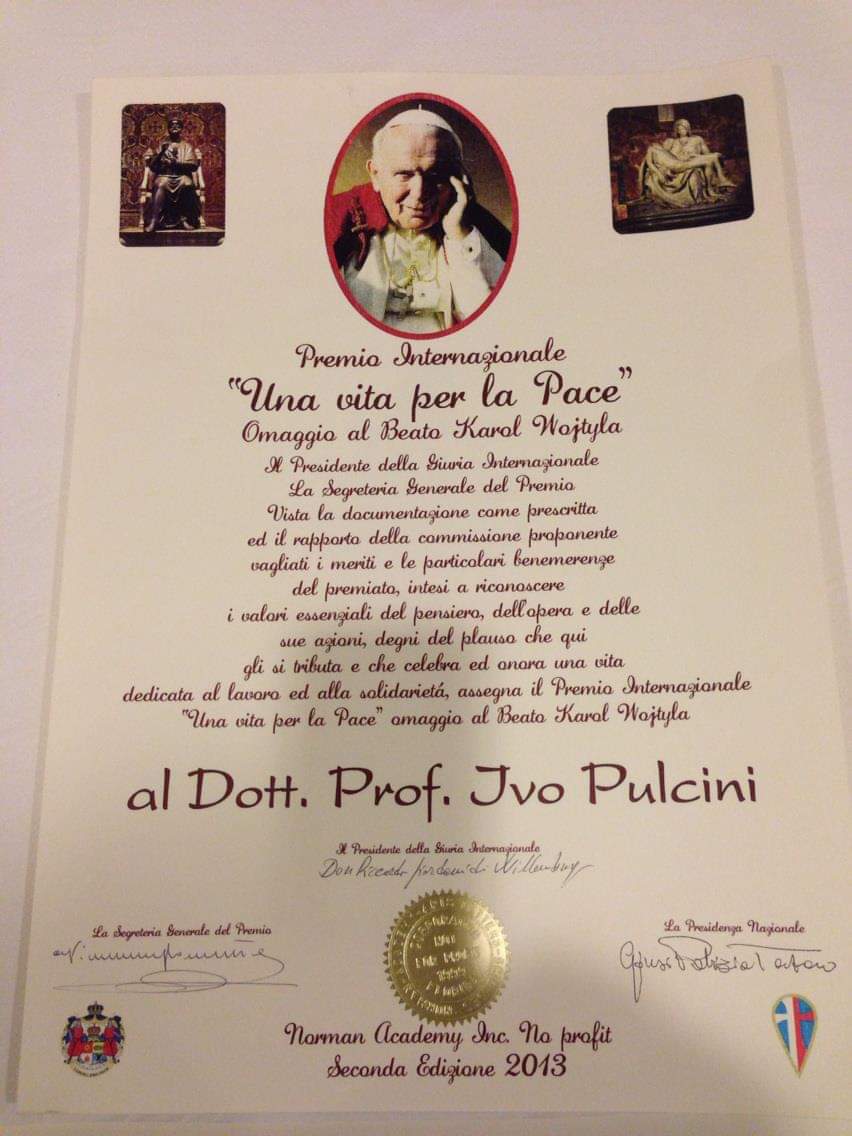 Premio Internazionale
"Una vita per la Pace"
Omaggio al Beato Karol Wojtyla
Il Presidente della Giuria Internazionale
La Segreteria Generale del Premio
Vista la documentazione come prescritta
ed il rapporto della commissione proponente
vagliati i meriti e le particolari benemerenze
del premiato, intesi a riconoscere
i valori essenziali del pensiero, dell'opera e delle
sue azioni, degni del plauso che qui
gli si tributa e che celebra ed onora una vita
dedicata al lavoro ed alla solidarietá, assegna il Premio Internazionale
"Una vita per la Pace" omaggio al Beato Karol Wojtyla
al Dott. Prof. Ivo Pulcini
Il Presidente della Giuria Internazionale
La Segreteria Generale del Premio
La Presidenza Nazionale
Norman Academy Inc. No profit
Seconda Edizione 2013